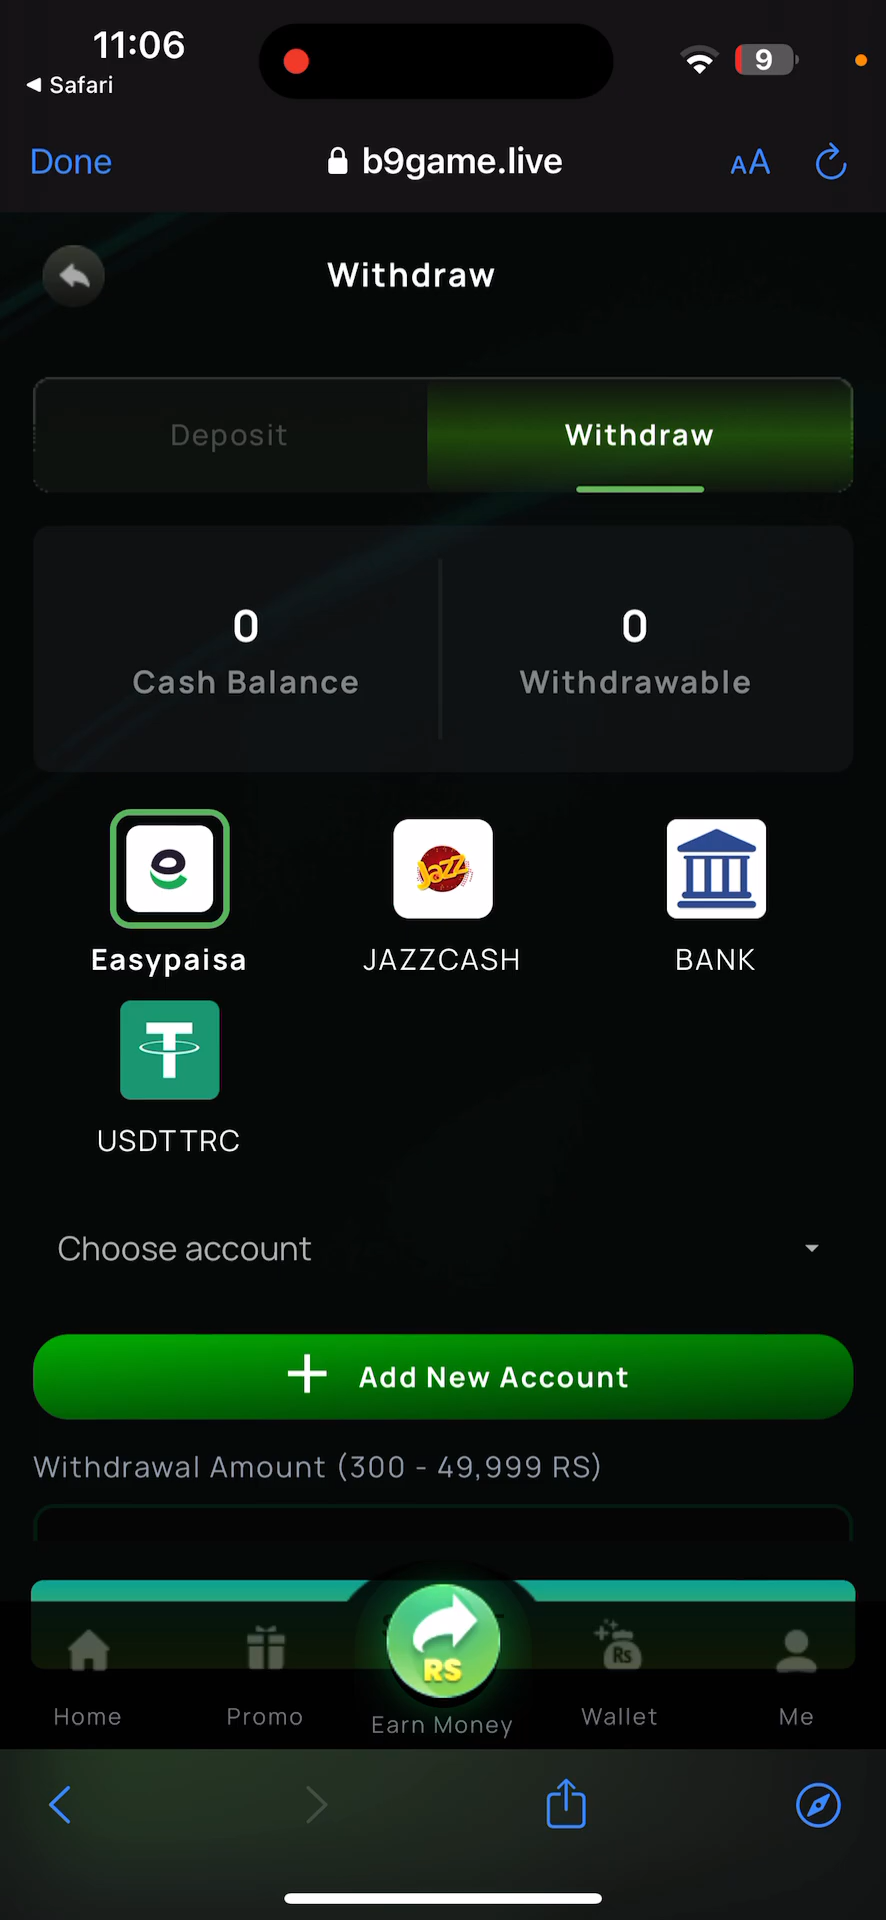 11:06
9
Safari
Done
b9game.live
AA
Withdraw
Deposit
Withdraw
0
0
Cash Balance
Withdrawable
e
Jazz
Easypaisa
JAZZCASH
BANK
T
USDTTRC
Choose account
Add New Account
Withdrawal Amount (300 - 49,999 RS)
RS
Rs
Home
Promo
Earn Money
Wallet
Me